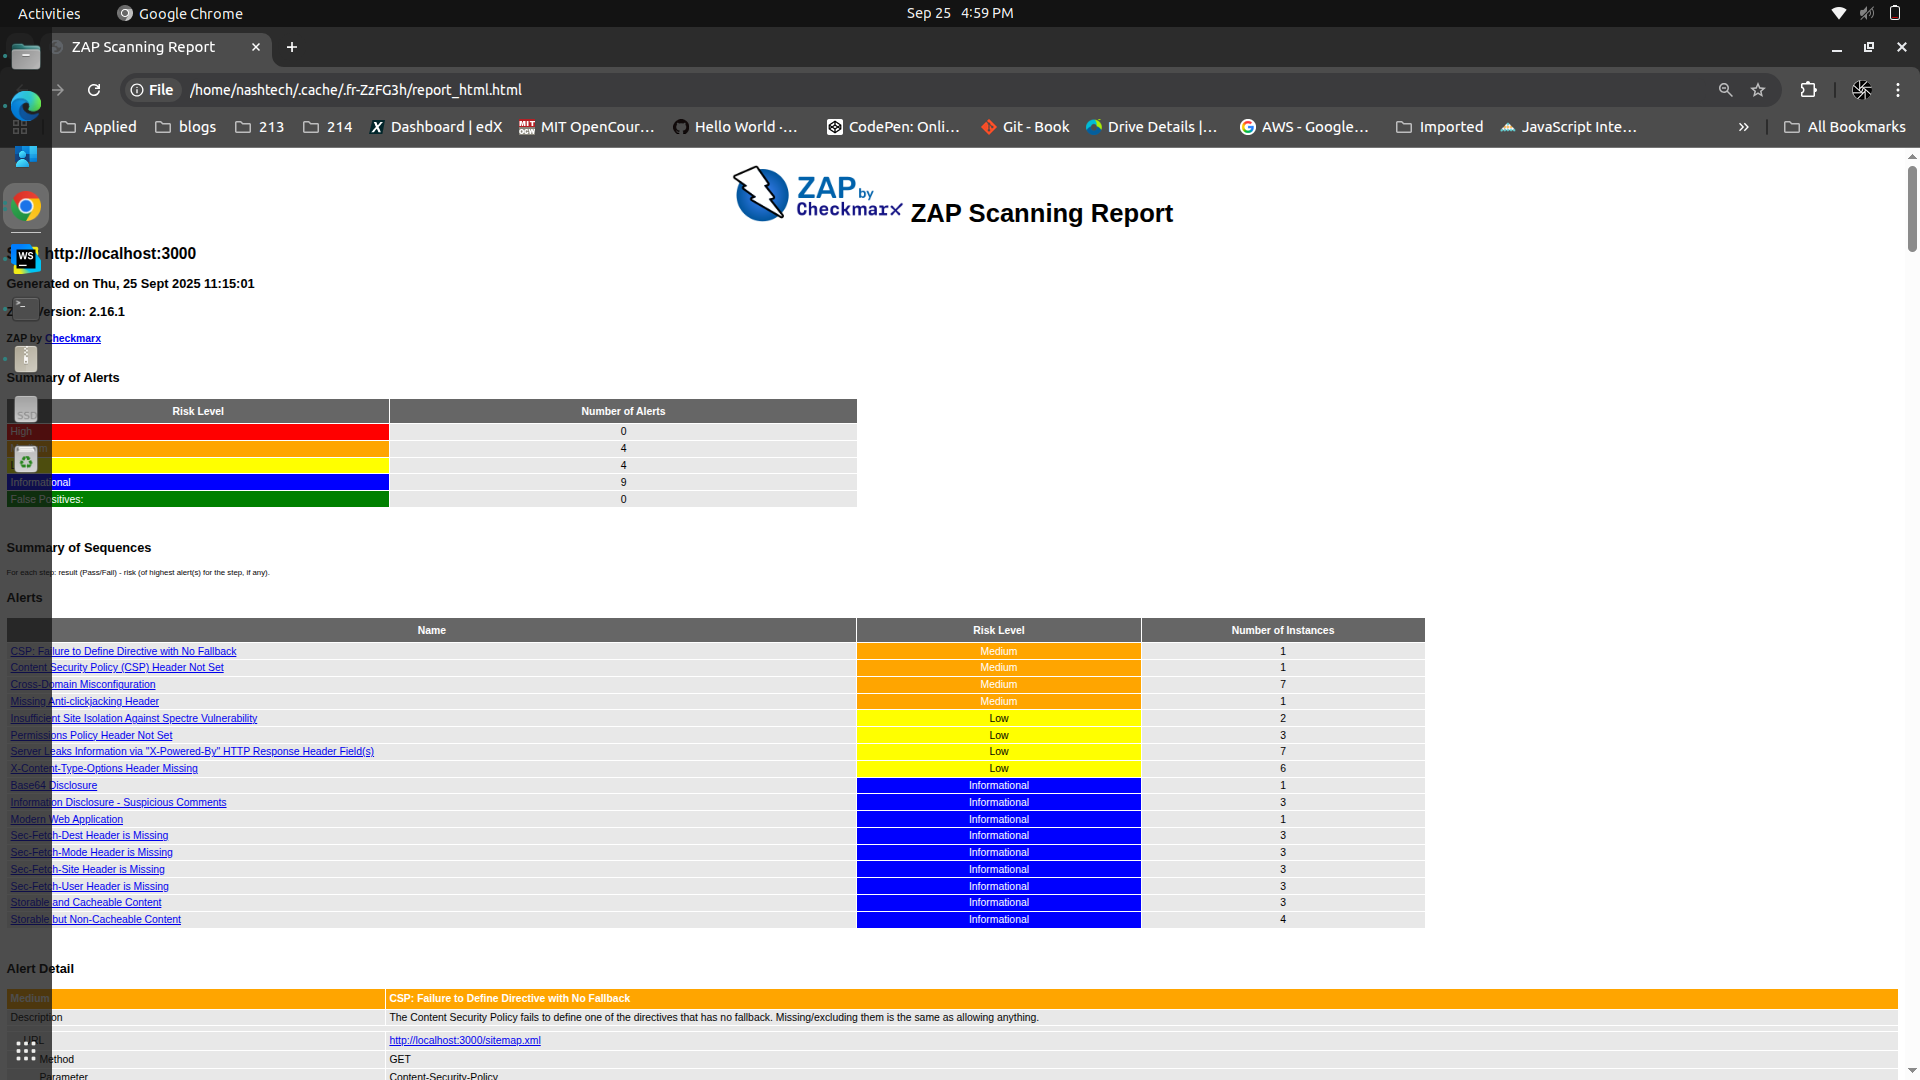 Activities Google Chrome Sep 25 4:59 PM
ZAP Scanning Report
File /home/nashtech/.cache/.fr-ZzFG3h/report_html.html
Applied blogs 213 214 Dashboard | edX MIT OpenCour… Hello World ·… CodePen: Onli… Git - Book Drive Details |… AWS - Google… Imported JavaScript Inte… » All Bookmarks
ZAP by Checkmarx ZAP Scanning Report
http://localhost:3000
Generated on Thu, 25 Sept 2025 11:15:01
Version: 2.16.1
ZAP by Checkmarx
Summary of Alerts
Risk Level Number of Alerts
High 0
4
4
Informational 9
False Positives: 0
Summary of Sequences
For each step: result (Pass/Fail) - risk (of highest alert(s) for the step, if any).
Alerts
Name Risk Level Number of Instances
CSP: Failure to Define Directive with No Fallback Medium 1
Content Security Policy (CSP) Header Not Set Medium 1
Cross-Domain Misconfiguration Medium 7
Missing Anti-clickjacking Header Medium 1
Insufficient Site Isolation Against Spectre Vulnerability Low 2
Permissions Policy Header Not Set Low 3
Server Leaks Information via "X-Powered-By" HTTP Response Header Field(s) Low 7
X-Content-Type-Options Header Missing Low 6
Base64 Disclosure Informational 1
Information Disclosure - Suspicious Comments Informational 3
Modern Web Application Informational 1
Sec-Fetch-Dest Header is Missing Informational 3
Sec-Fetch-Mode Header is Missing Informational 3
Sec-Fetch-Site Header is Missing Informational 3
Sec-Fetch-User Header is Missing Informational 3
Storable and Cacheable Content Informational 3
Storable but Non-Cacheable Content Informational 4
Alert Detail
Medium CSP: Failure to Define Directive with No Fallback
Description The Content Security Policy fails to define one of the directives that has no fallback. Missing/excluding them is the same as allowing anything.
URL http://localhost:3000/sitemap.xml
Method GET
Parameter Content-Security-Policy
WS
SSD